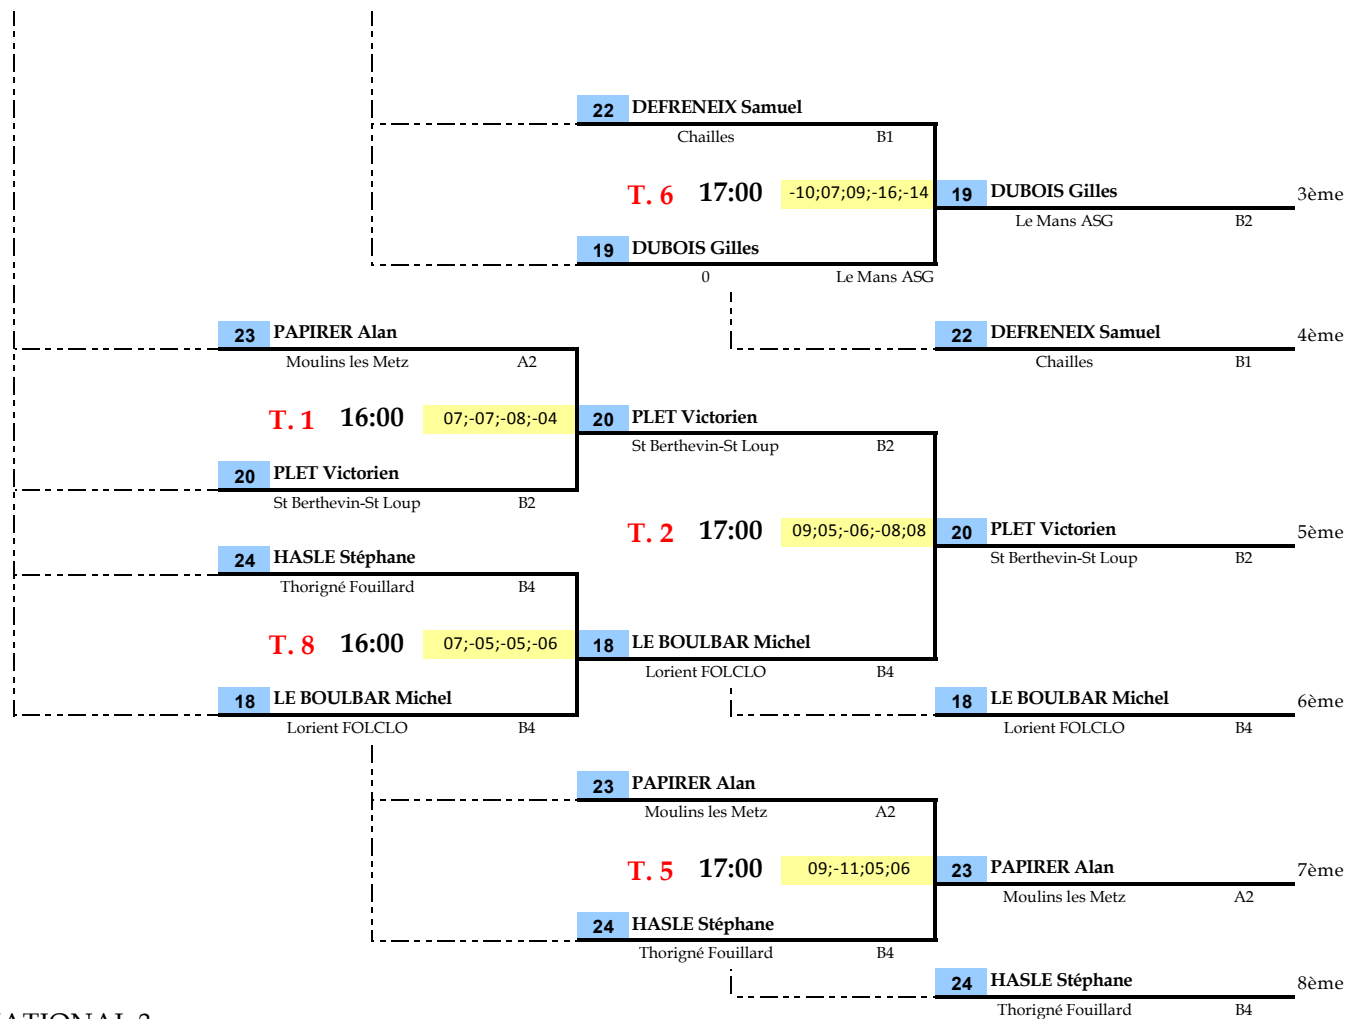 22 DEFRENEIX Samuel
Chailles B1
T. 6 17:00 -10;07;09;-16;-14 19 DUBOIS Gilles 3ème
Le Mans ASG B2
19 DUBOIS Gilles
0 Le Mans ASG
23 PAPIRER Alan 22 DEFRENEIX Samuel 4ème
Moulins les Metz A2 Chailles B1
T. 1 16:00 07;-07;-08;-04 20 PLET Victorien
St Berthevin-St Loup B2
20 PLET Victorien
St Berthevin-St Loup B2
T. 2 17:00 09;05;-06;-08;08 20 PLET Victorien 5ème
24 HASLE Stéphane St Berthevin-St Loup B2
Thorigné Fouillard B4
T. 8 16:00 07;-05;-05;-06 18 LE BOULBAR Michel
Lorient FOLCLO B4
18 LE BOULBAR Michel 18 LE BOULBAR Michel 6ème
Lorient FOLCLO B4 Lorient FOLCLO B4
23 PAPIRER Alan
Moulins les Metz A2
T. 5 17:00 09;-11;05;06 23 PAPIRER Alan 7ème
Moulins les Metz A2
24 HASLE Stéphane
Thorigné Fouillard B4
24 HASLE Stéphane 8ème
Thorigné Fouillard B4